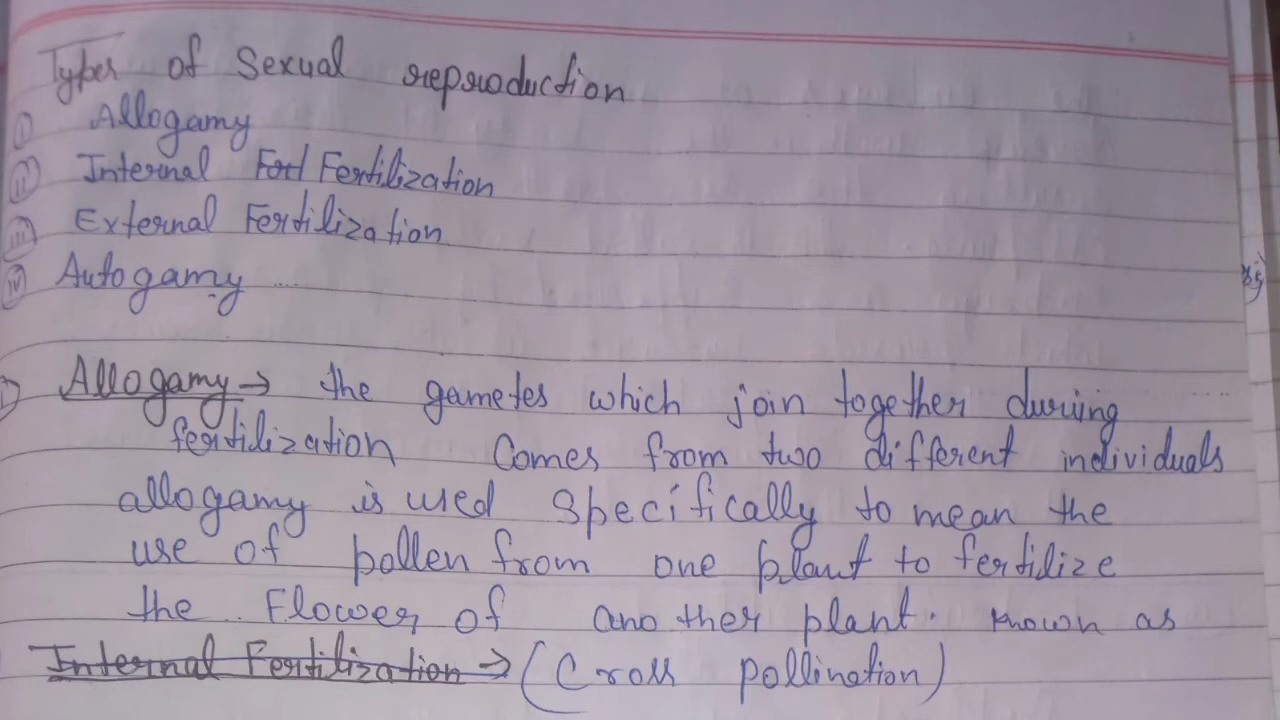 Types of Sexual reproduction
i) Allogamy
ii) Internal Fert Fertilization
iii) External Fertilization
iv) Autogamy
i) Allogamy → the gametes which join together during
fertilization Comes from two different individuals
allogamy is used specifically to mean the
use of pollen from one plant to fertilize
the Flower of another plant. known as
Internal Fertilization → (Cross pollination)